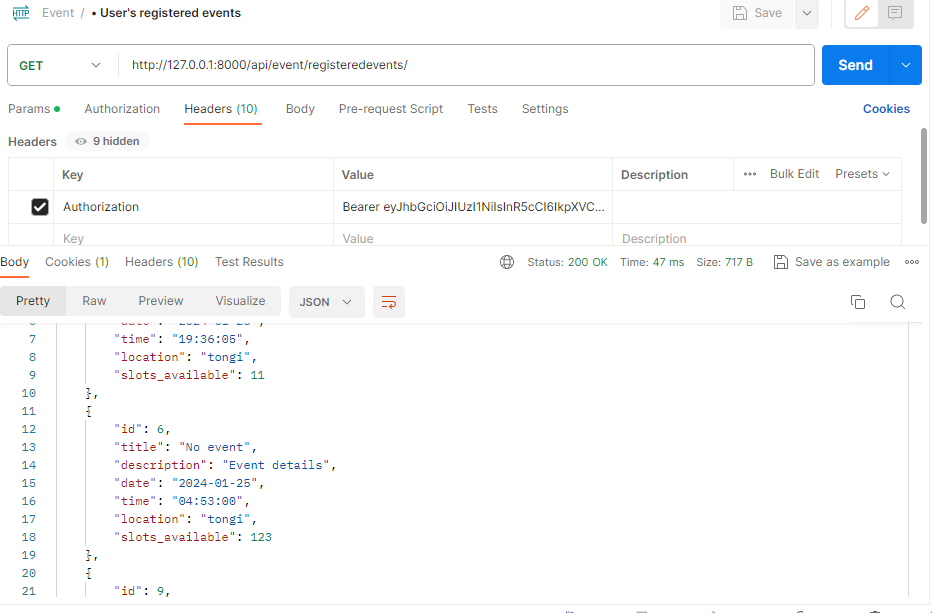 HTTP Event / • User's registered events Save
GET http://127.0.0.1:8000/api/event/registeredevents/ Send
Params Authorization Headers (10) Body Pre-request Script Tests Settings Cookies
Headers 9 hidden
Key Value Description ••• Bulk Edit Presets
Authorization Bearer eyJhbGciOiJIUzI1NiIsInR5cCI6IkpXVC...
Key Value Description
Body Cookies (1) Headers (10) Test Results Status: 200 OK Time: 47 ms Size: 717 B Save as example •••
Pretty Raw Preview Visualize JSON
7 "time": "19:36:05",
8 "location": "tongi",
9 "slots_available": 11
10 },
11 {
12 "id": 6,
13 "title": "No event",
14 "description": "Event details",
15 "date": "2024-01-25",
16 "time": "04:53:00",
17 "location": "tongi",
18 "slots_available": 123
19 },
20 {
21 "id": 9,